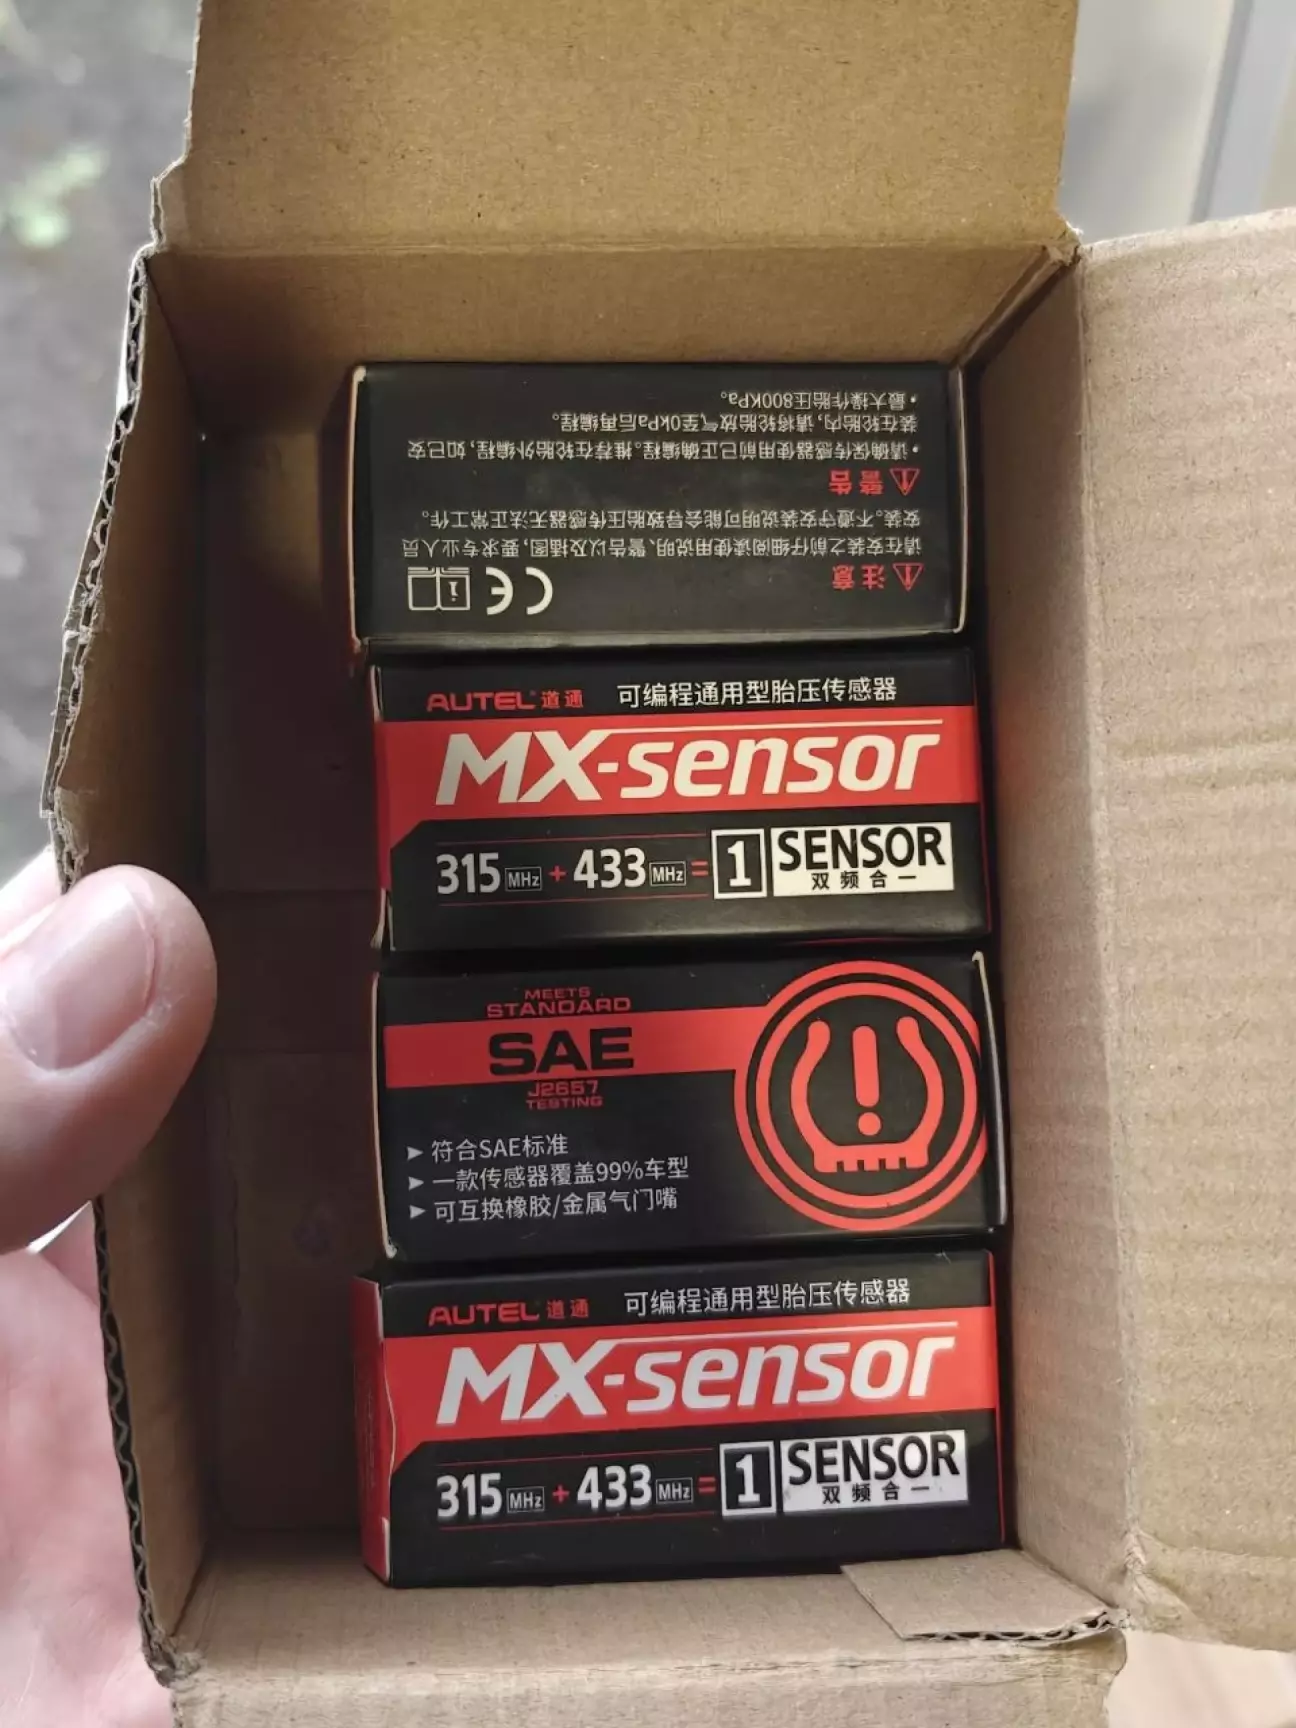 ⚠注意
请在安装之前仔细阅读使用说明、警告以及插图，要求专业人员
安装。不遵守安装说明可能会导致胎压传感器无法正常工作。
⚠警告
•请确保传感器使用前已正确编程。推荐在轮胎外编程，如已安
装在轮胎内，请将轮胎放气至0kPa后再编程。
•最大操作胎压800kPa。
CE i
AUTEL 道通 可编程通用型胎压传感器
MX-sensor
315 MHz + 433 MHz = 1 SENSOR
双频合一
MEETS
STANDARD
SAE
J2657
TESTING
▶ 符合SAE标准
▶ 一款传感器覆盖99%车型
▶ 可互换橡胶/金属气门嘴
AUTEL 道通 可编程通用型胎压传感器
MX-sensor
315 MHz + 433 MHz = 1 SENSOR
双频合一